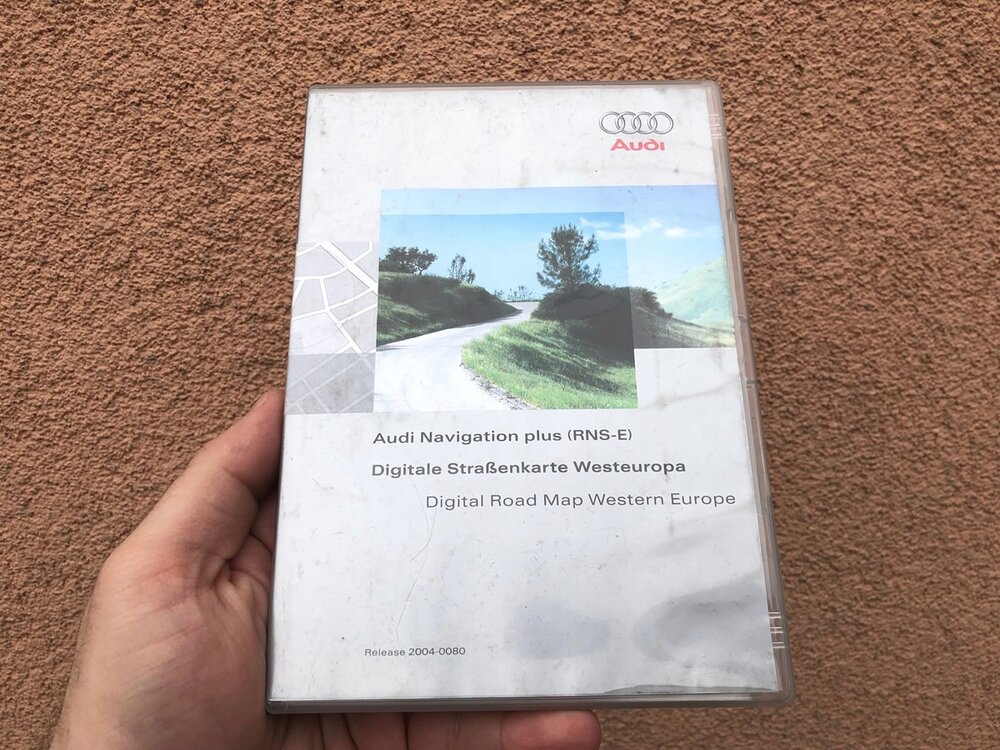 Audi
Audi Navigation plus (RNS-E)
Digitale Straßenkarte Westeuropa
Digital Road Map Western Europe
Release 2004-0080